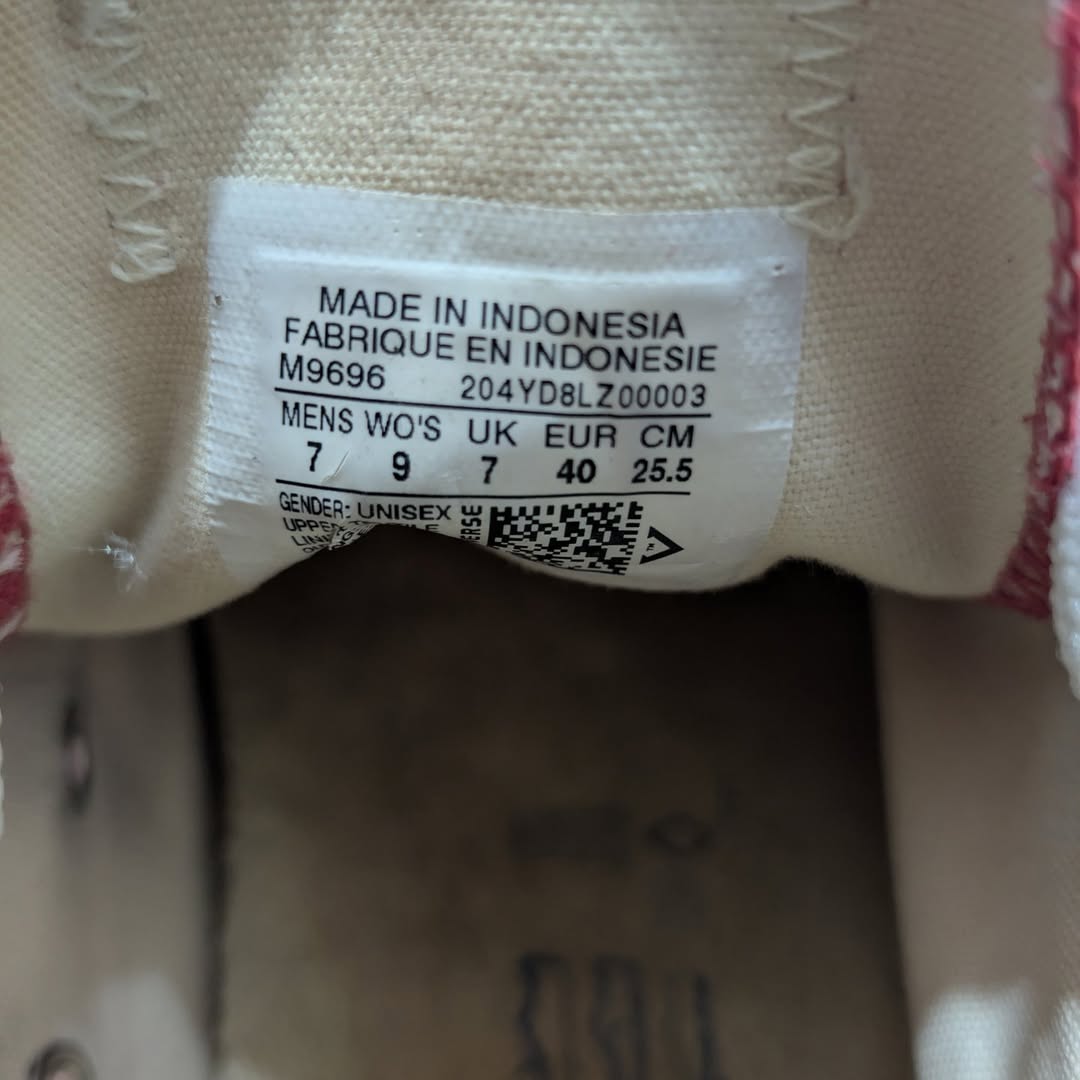 MADE IN INDONESIA
FABRIQUE EN INDONESIE
M9696 204YD8LZ00003
MENS WO'S UK EUR CM
7 9 7 40 25.5
GENDER: UNISEX
UPPER